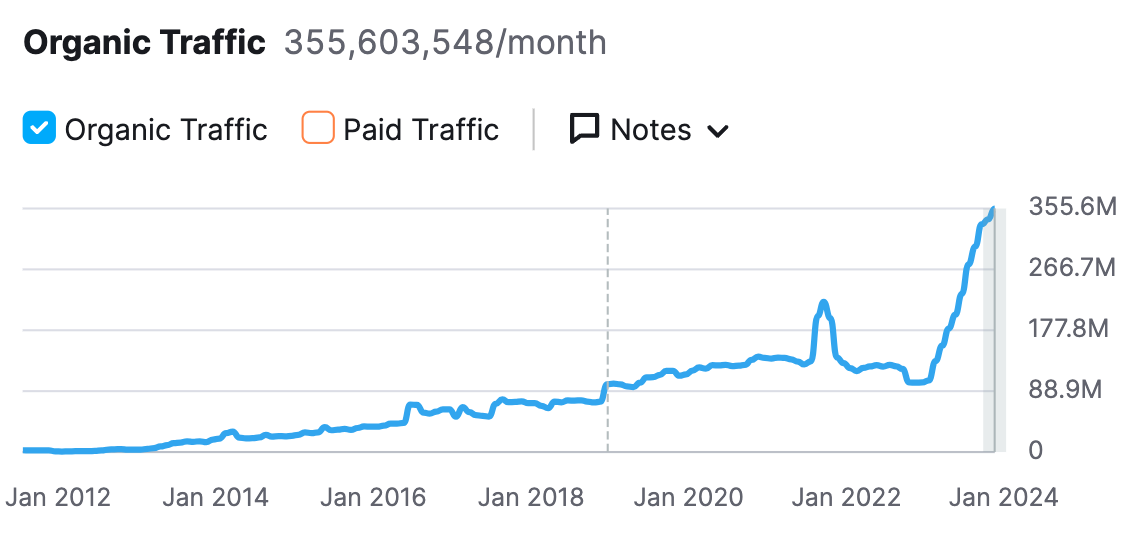 Organic Traffic 355,603,548/month
Organic Traffic Paid Traffic Notes
355.6M
266.7M
177.8M
88.9M
0
Jan 2012 Jan 2014 Jan 2016 Jan 2018 Jan 2020 Jan 2022 Jan 2024